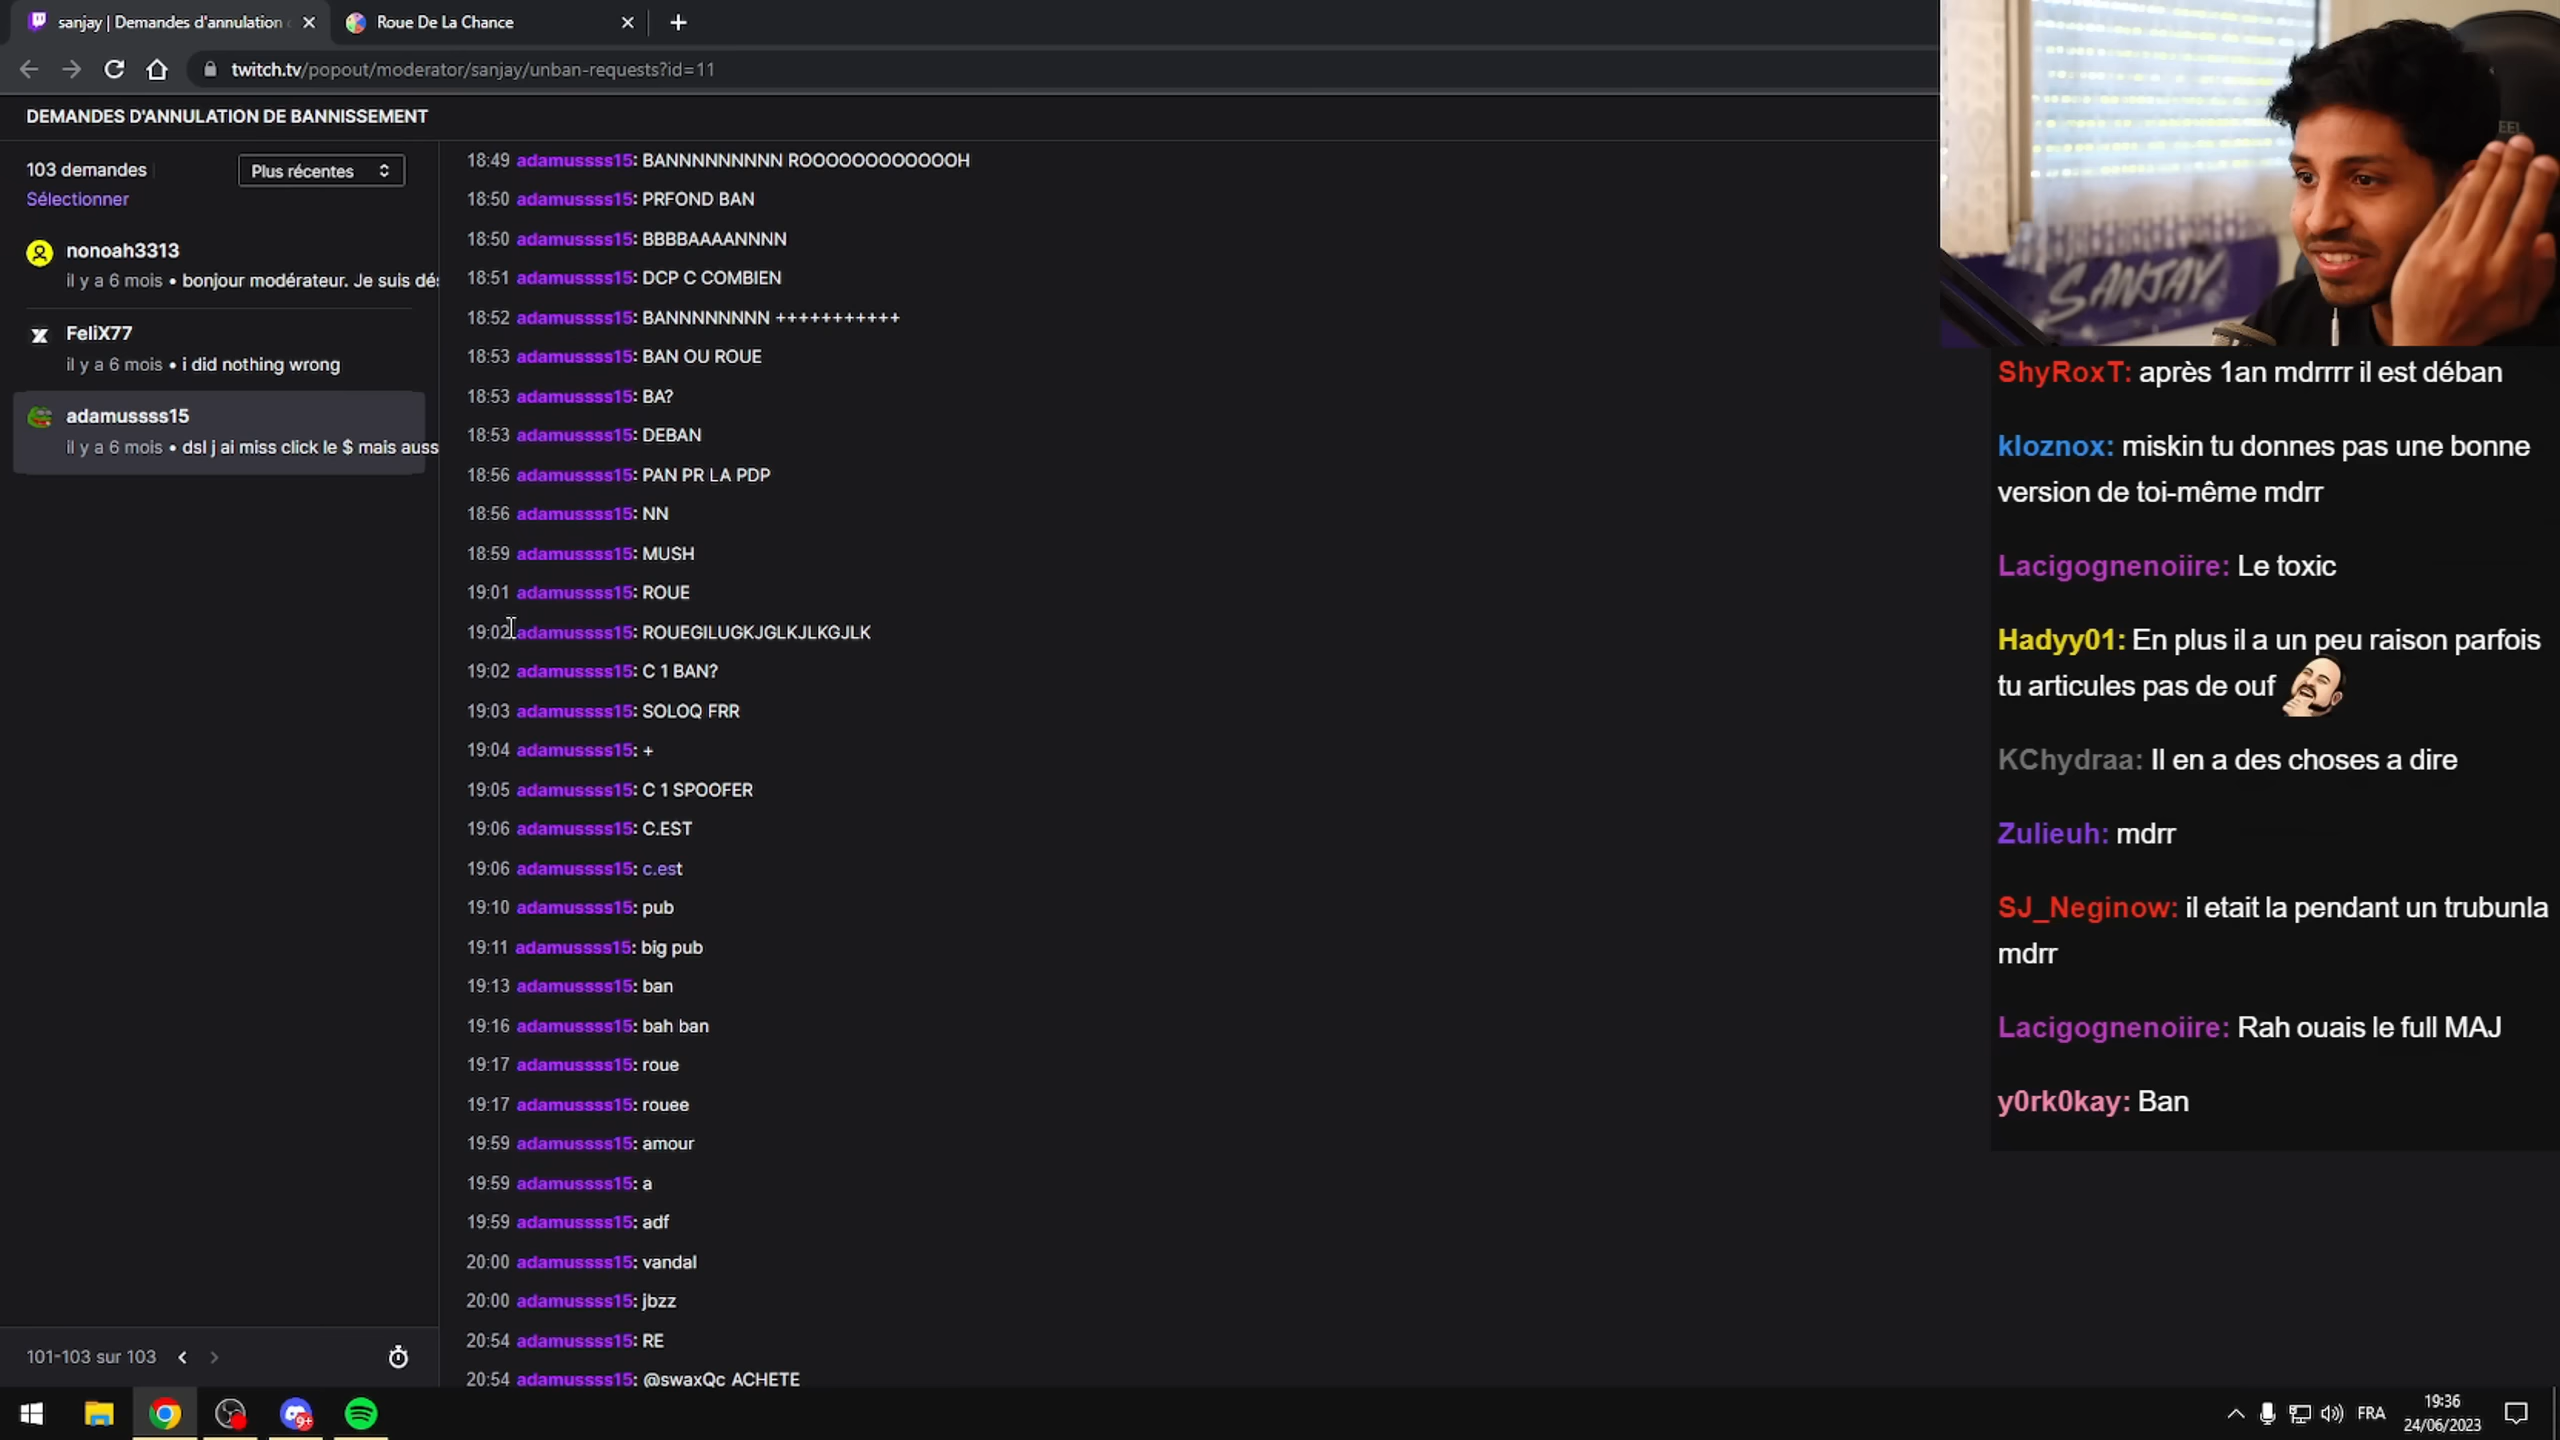 sanjay | Demandes d'annulation
Roue De La Chance
twitch.tv/popout/moderator/sanjay/unban-requests?id=11
DEMANDES D'ANNULATION DE BANNISSEMENT
103 demandes
Plus récentes
Sélectionner
nonoah3313
il y a 6 mois • bonjour modérateur. Je suis dés
FeliX77
il y a 6 mois • i did nothing wrong
adamussss15
il y a 6 mois • dsl j ai miss click le $ mais auss
101-103 sur 103
18:49 adamussss15: BANNNNNNNNN ROOOOOOOOOOOOH
18:50 adamussss15: PRFOND BAN
18:50 adamussss15: BBBBAAAANNNN
18:51 adamussss15: DCP C COMBIEN
18:52 adamussss15: BANNNNNNNN +++++++++++
18:53 adamussss15: BAN OU ROUE
18:53 adamussss15: BA?
18:53 adamussss15: DEBAN
18:56 adamussss15: PAN PR LA PDP
18:56 adamussss15: NN
18:59 adamussss15: MUSH
19:01 adamussss15: ROUE
19:02 adamussss15: ROUEGILUGKJGLKJLKGJLK
19:02 adamussss15: C 1 BAN?
19:03 adamussss15: SOLOQ FRR
19:04 adamussss15: +
19:05 adamussss15: C 1 SPOOFER
19:06 adamussss15: C.EST
19:06 adamussss15: c.est
19:10 adamussss15: pub
19:11 adamussss15: big pub
19:13 adamussss15: ban
19:16 adamussss15: bah ban
19:17 adamussss15: roue
19:17 adamussss15: rouee
19:59 adamussss15: amour
19:59 adamussss15: a
19:59 adamussss15: adf
20:00 adamussss15: vandal
20:00 adamussss15: jbzz
20:54 adamussss15: RE
20:54 adamussss15: @swaxQc ACHETE
SANJAY
ShyRoxT: après 1an mdrrrr il est déban
kloznox: miskin tu donnes pas une bonne
version de toi-même mdrr
Lacigognenoiire: Le toxic
Hadyy01: En plus il a un peu raison parfois
tu articules pas de ouf
KChydraa: Il en a des choses a dire
Zulieuh: mdrr
SJ_Neginow: il etait la pendant un trubunla
mdrr
Lacigognenoiire: Rah ouais le full MAJ
y0rk0kay: Ban
9+
FRA
19:36
24/06/2023